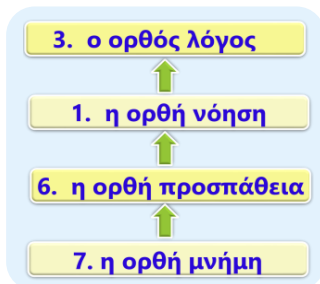 3. ο ορθός λόγος
1. η ορθή νόηση
6. η ορθή προσπάθεια
7. η ορθή μνήμη